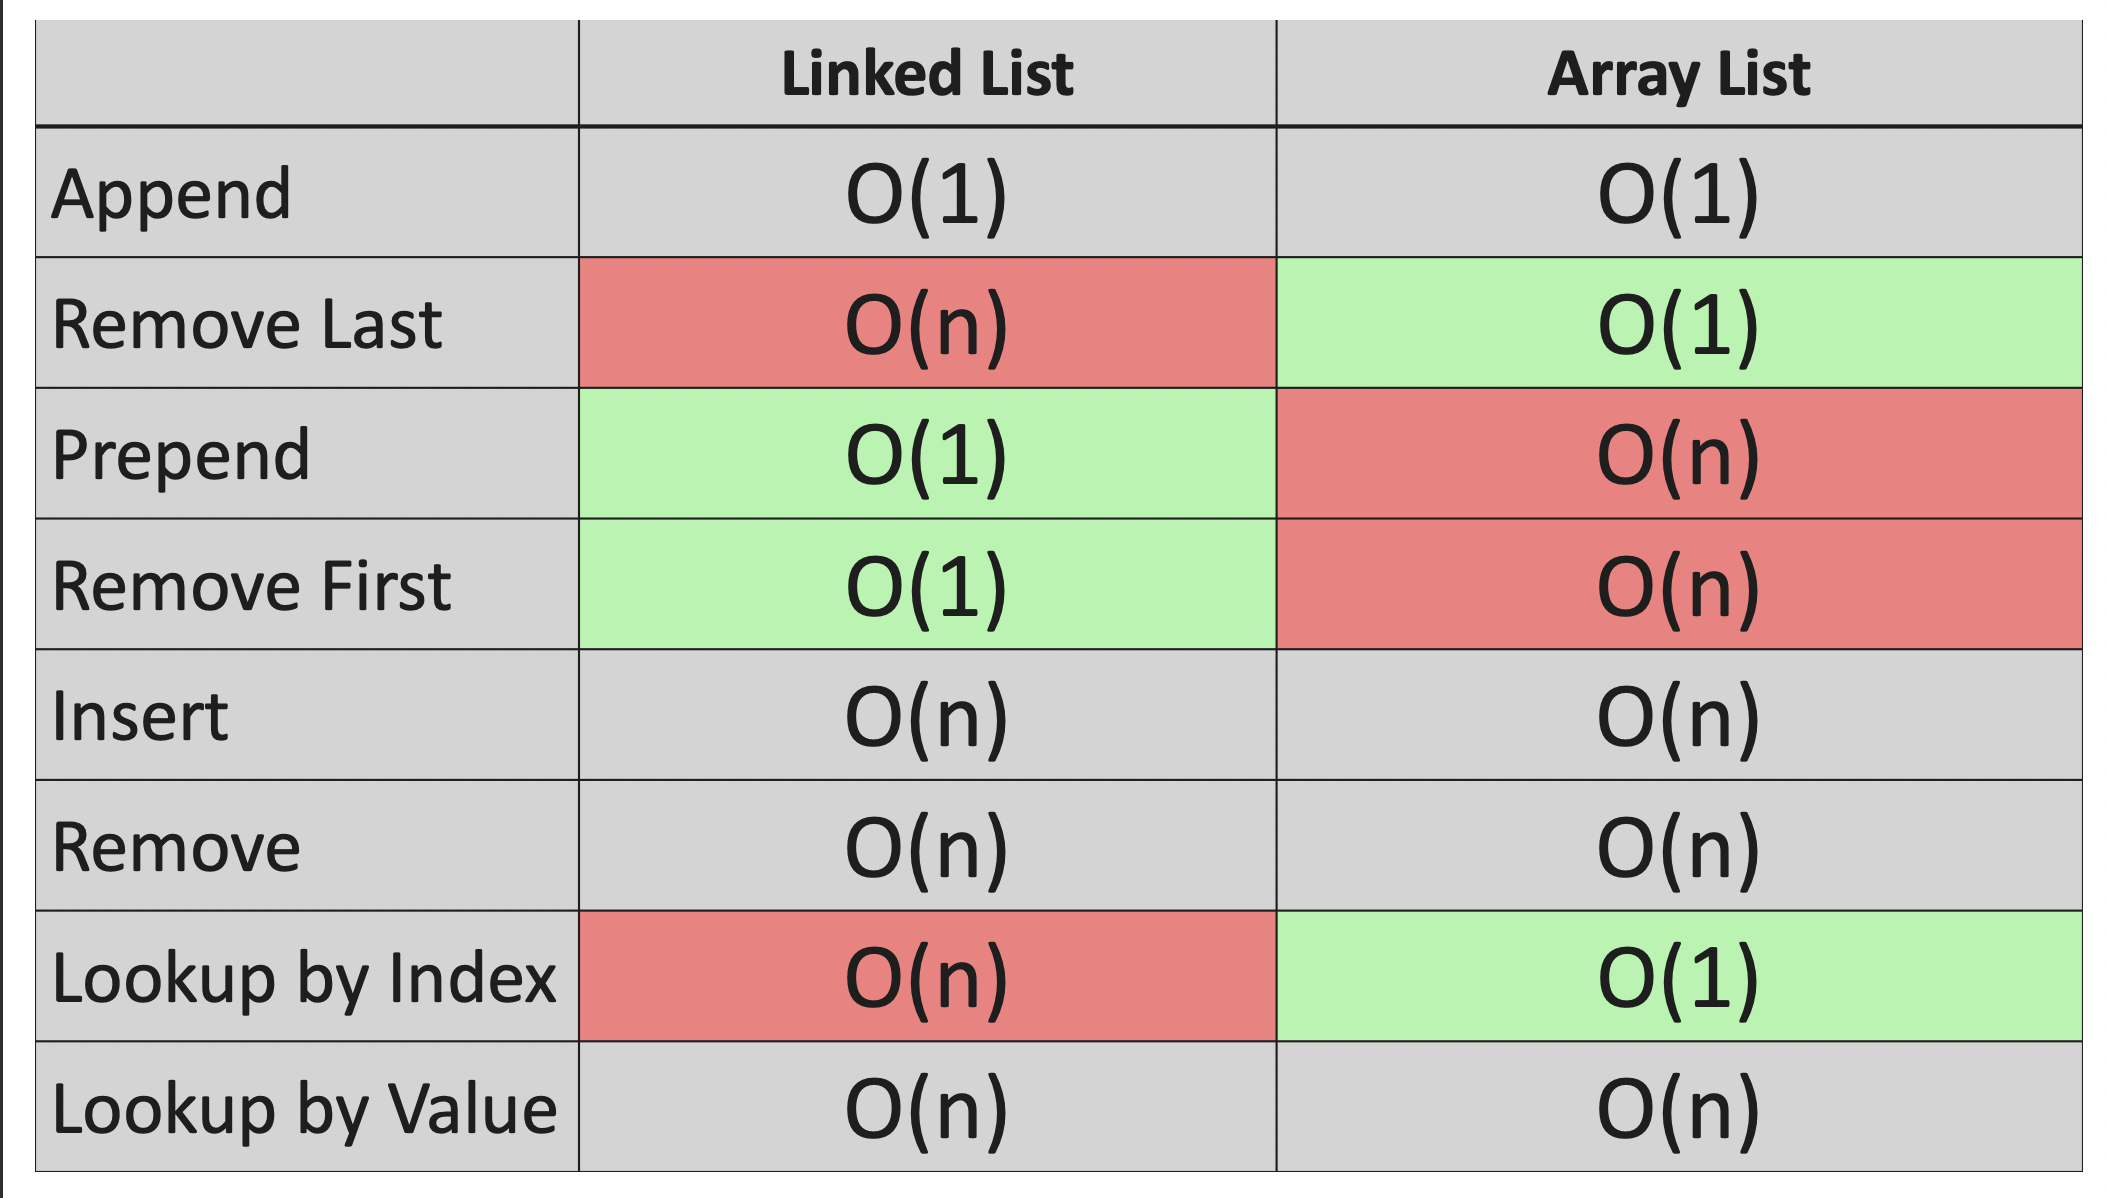 Linked List Array List
Append O(1) O(1)
Remove Last O(n) O(1)
Prepend O(1) O(n)
Remove First O(1) O(n)
Insert O(n) O(n)
Remove O(n) O(n)
Lookup by Index O(n) O(1)
Lookup by Value O(n) O(n)